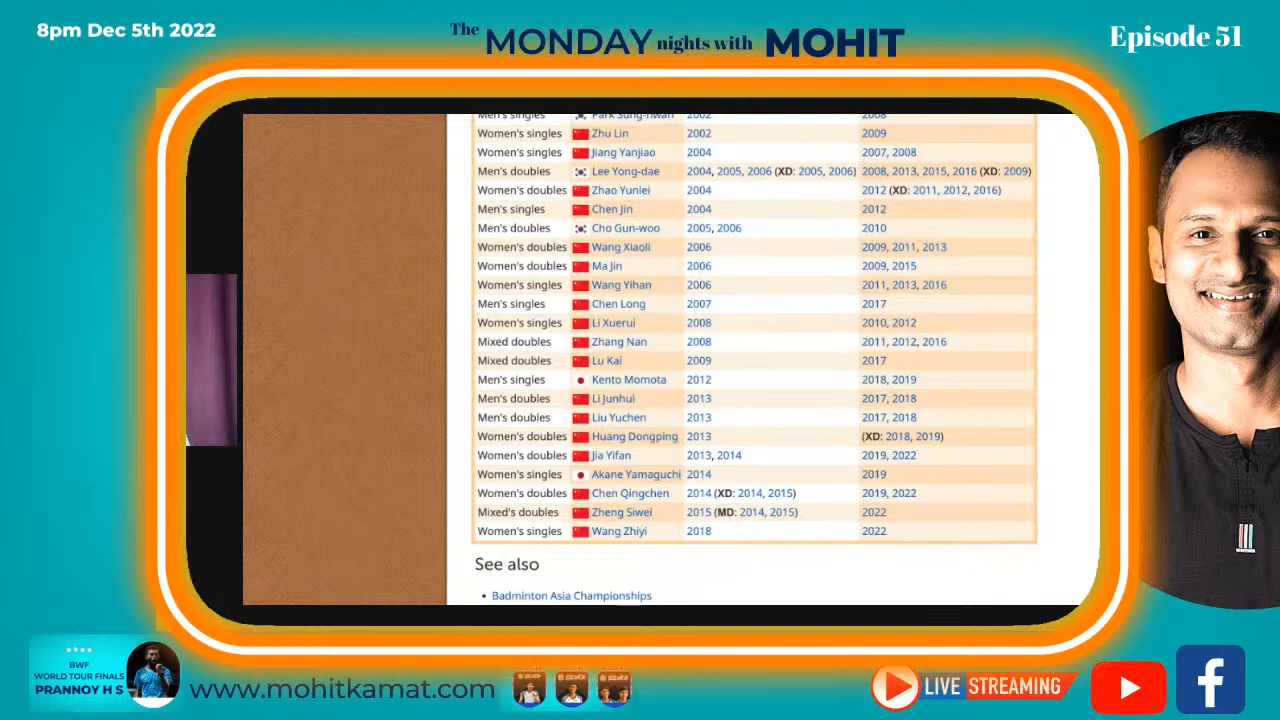 8pm Dec 5th 2022
The MONDAY nights with MOHIT
Episode 51
Men's singles Park Sung-hwan 2002 2008
Women's singles Zhu Lin 2002 2009
Women's singles Jiang Yanjiao 2004 2007, 2008
Men's doubles Lee Yong-dae 2004, 2005, 2006 (XD: 2005, 2006) 2008, 2013, 2015, 2016 (XD: 2009)
Women's doubles Zhao Yunlei 2004 2012 (XD: 2011, 2012, 2016)
Men's singles Chen Jin 2004 2012
Men's doubles Cho Gun-woo 2005, 2006 2010
Women's doubles Wang Xiaoli 2006 2009, 2011, 2013
Women's doubles Ma Jin 2006 2009, 2015
Women's singles Wang Yihan 2006 2011, 2013, 2016
Men's singles Chen Long 2007 2017
Women's singles Li Xuerui 2008 2010, 2012
Mixed doubles Zhang Nan 2008 2011, 2012, 2016
Mixed doubles Lu Kai 2009 2017
Men's singles Kento Momota 2012 2018, 2019
Men's doubles Li Junhui 2013 2017, 2018
Men's doubles Liu Yuchen 2013 2017, 2018
Women's doubles Huang Dongping 2013 (XD: 2018, 2019)
Women's doubles Jia Yifan 2013, 2014 2019, 2022
Women's singles Akane Yamaguchi 2014 2019
Women's doubles Chen Qingchen 2014 (XD: 2014, 2015) 2019, 2022
Mixed's doubles Zheng Siwei 2015 (MD: 2014, 2015) 2022
Women's singles Wang Zhiyi 2018 2022
See also
• Badminton Asia Championships
BWF
WORLD TOUR FINALS
PRANNOY H S
www.mohitkamat.com
LIVE STREAMING